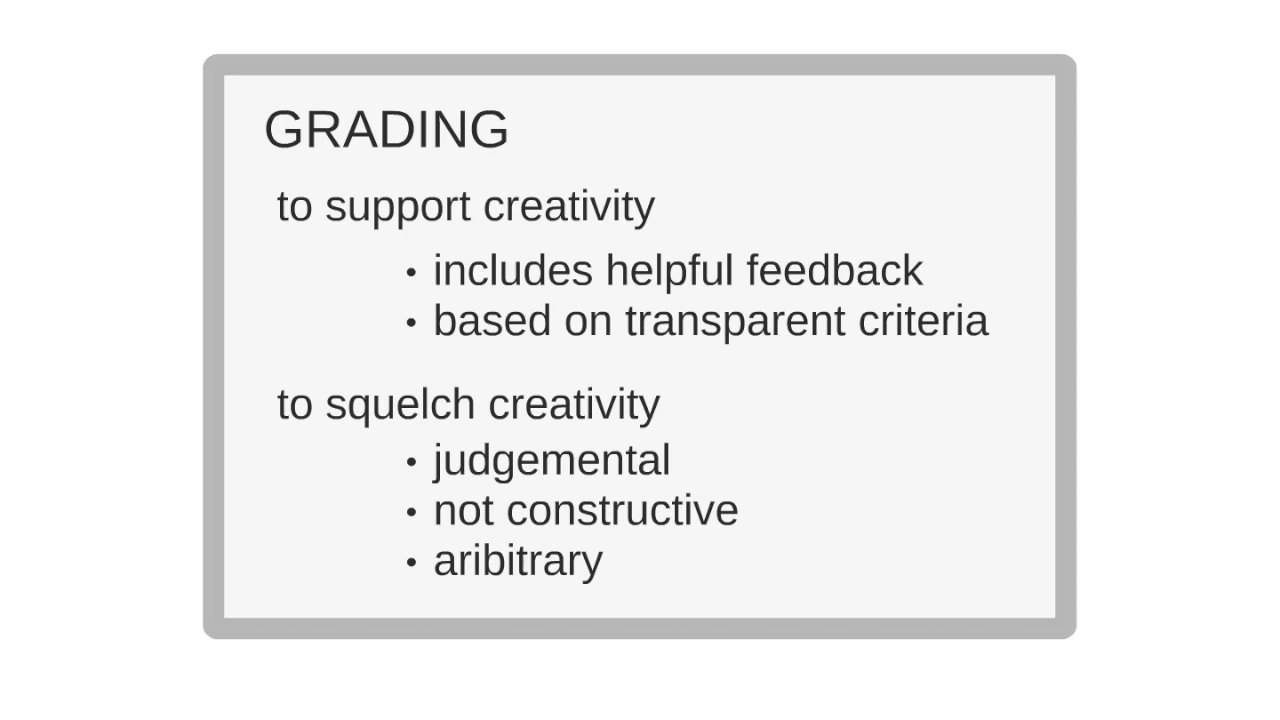 GRADING
to support creativity
• includes helpful feedback
• based on transparent criteria
to squelch creativity
• judgemental
• not constructive
• aribitrary